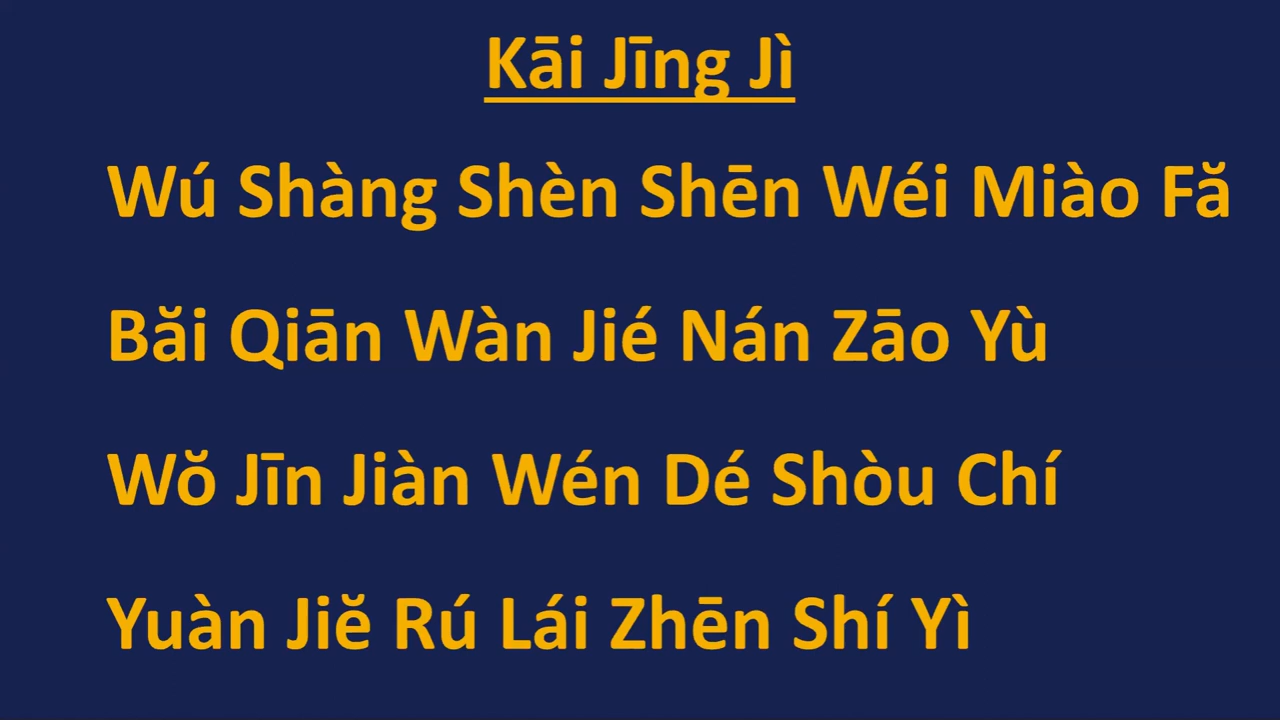 Kāi Jīng Jì
Wú Shàng Shèn Shēn Wéi Miào Fă
Băi Qiān Wàn Jié Nán Zāo Yù
Wŏ Jīn Jiàn Wén Dé Shòu Chí
Yuàn Jiĕ Rú Lái Zhēn Shí Yì